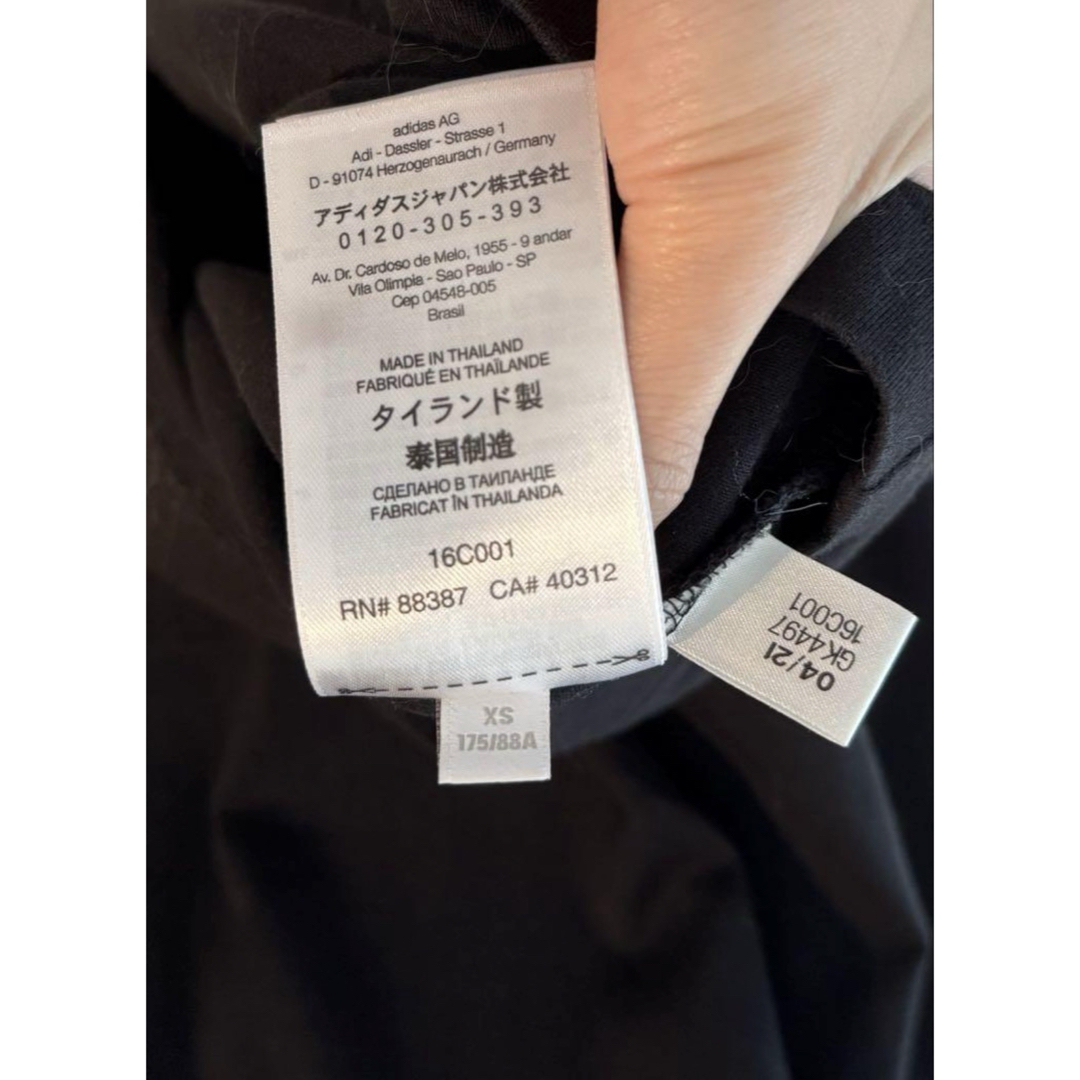 adidas AG
Adi - Dassler - Strasse 1
D - 91074 Herzogenaurach / Germany
アディダスジャパン株式会社
0120-305-393
Av. Dr. Cardoso de Melo, 1955 - 9 andar
Vila Olimpia - Sao Paulo - SP
Cep 04548-005
Brasil
MADE IN THAILAND
FABRIQUÉ EN THAÏLANDE
タイランド製
泰国制造
СДЕЛАНО В ТАИЛАНДЕ
FABRICAT ÎN THAILANDA
16C001
RN# 88387 CA# 40312
XS
175/88A
04/21
GK4497
16C001